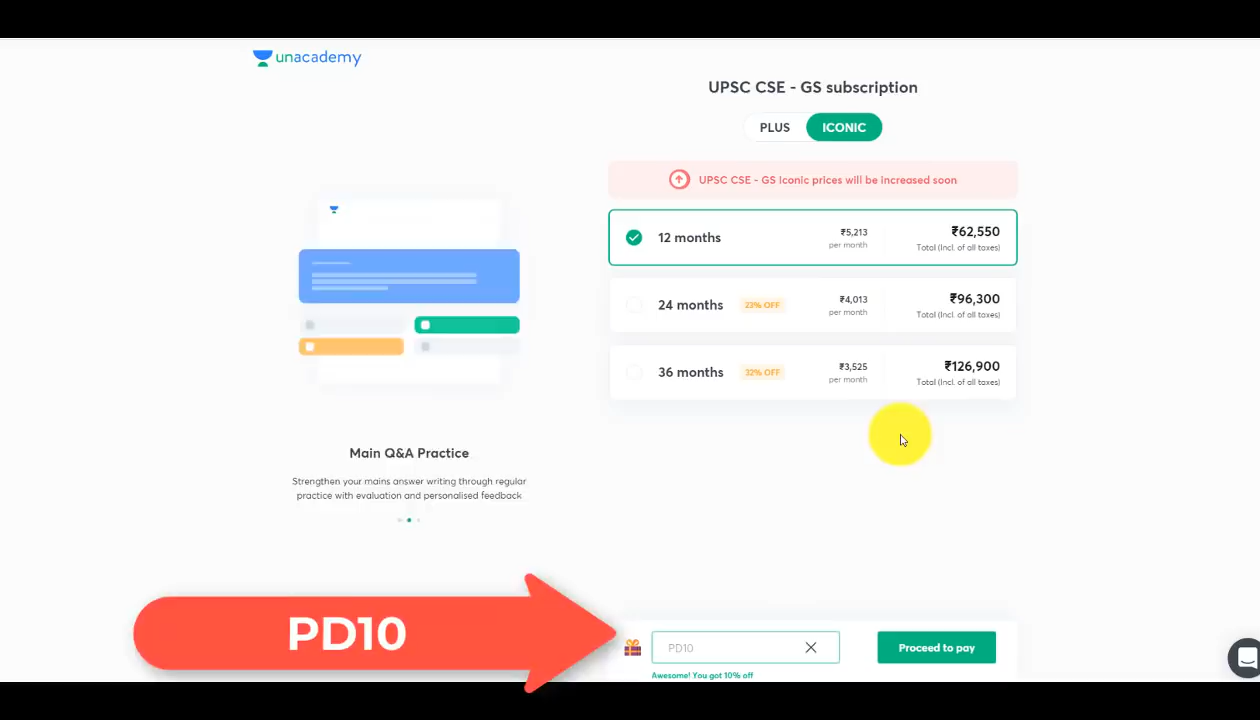 unacademy
UPSC CSE - GS subscription
PLUS ICONIC
UPSC CSE - GS Iconic prices will be increased soon
12 months ₹5,213 per month ₹62,550 Total (Incl. of all taxes)
24 months 23% OFF ₹4,013 per month ₹96,300 Total (Incl. of all taxes)
36 months 32% OFF ₹3,525 per month ₹126,900 Total (Incl. of all taxes)
Main Q&A Practice
Strengthen your mains answer writing through regular
practice with evaluation and personalised feedback
PD10
PD10
Proceed to pay
Awesome! You got 10% off